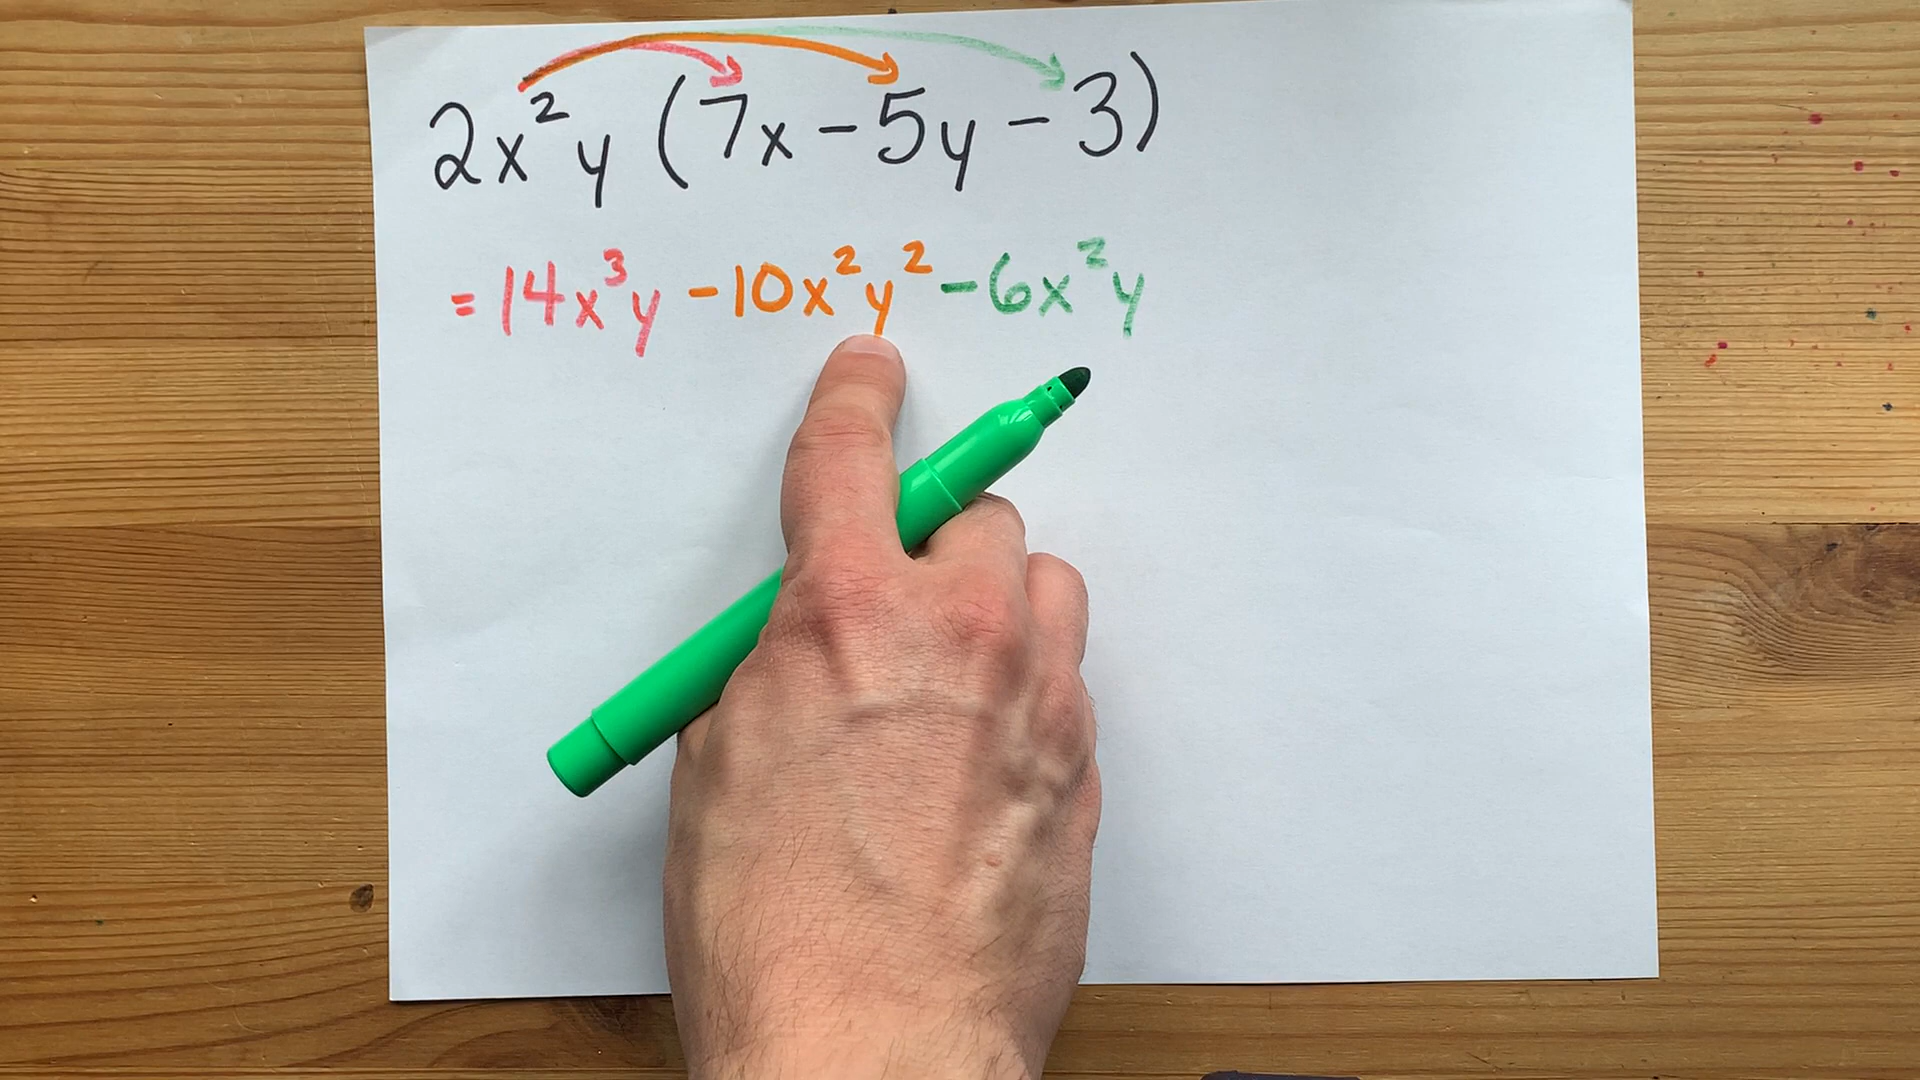 2x²y (7x - 5y - 3)
= 14x³y - 10x²y² - 6x²y